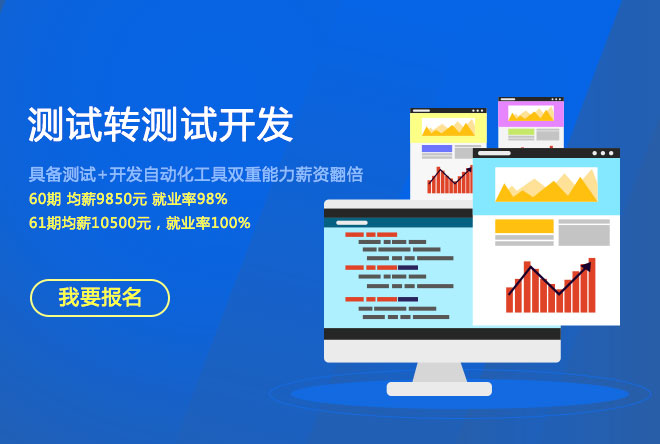 测试转测试开发
具备测试+开发自动化工具双重能力薪资翻倍
60期 均薪9850元 就业率98%
61期均薪10500元，就业率100%
我要报名